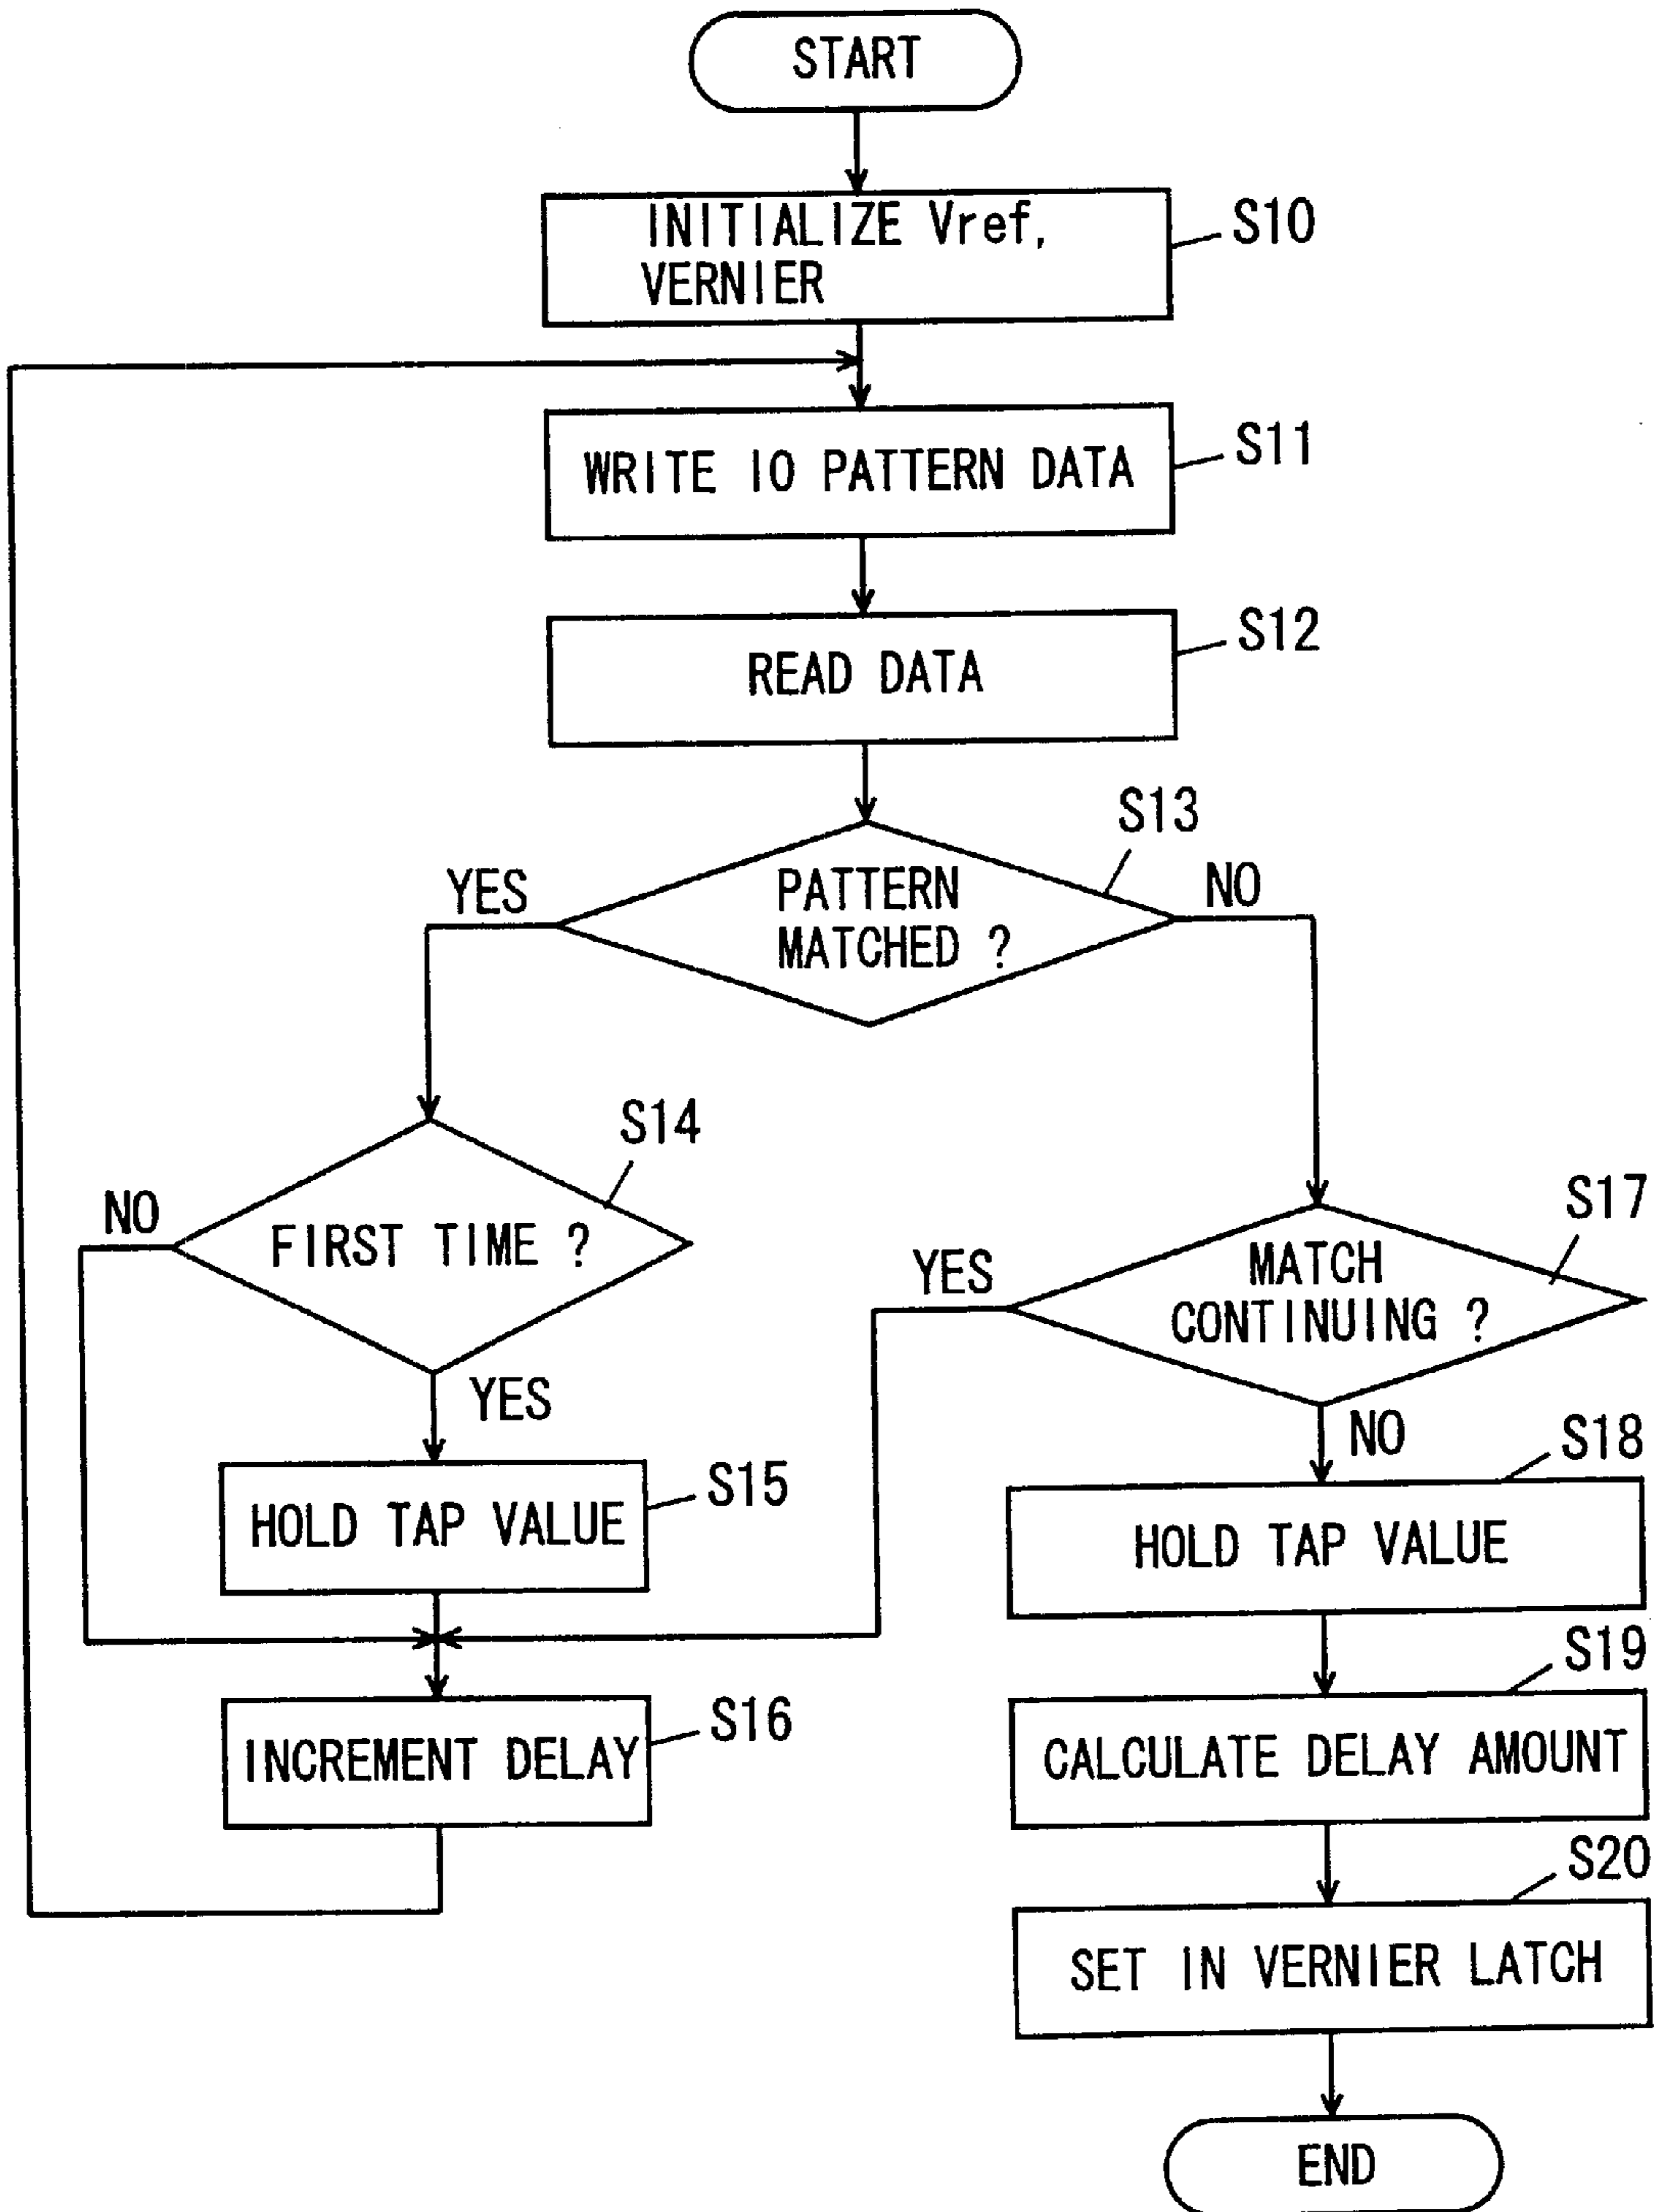 START
INITIALIZE Vref,
VERNIER
S10
WRITE IO PATTERN DATA
S11
READ DATA
S12
S13
PATTERN
MATCHED ?
YES
NO
S14
FIRST TIME ?
NO
YES
S17
MATCH
CONTINUING ?
YES
NO
HOLD TAP VALUE
S15
HOLD TAP VALUE
S18
INCREMENT DELAY
S16
CALCULATE DELAY AMOUNT
S19
SET IN VERNIER LATCH
S20
END